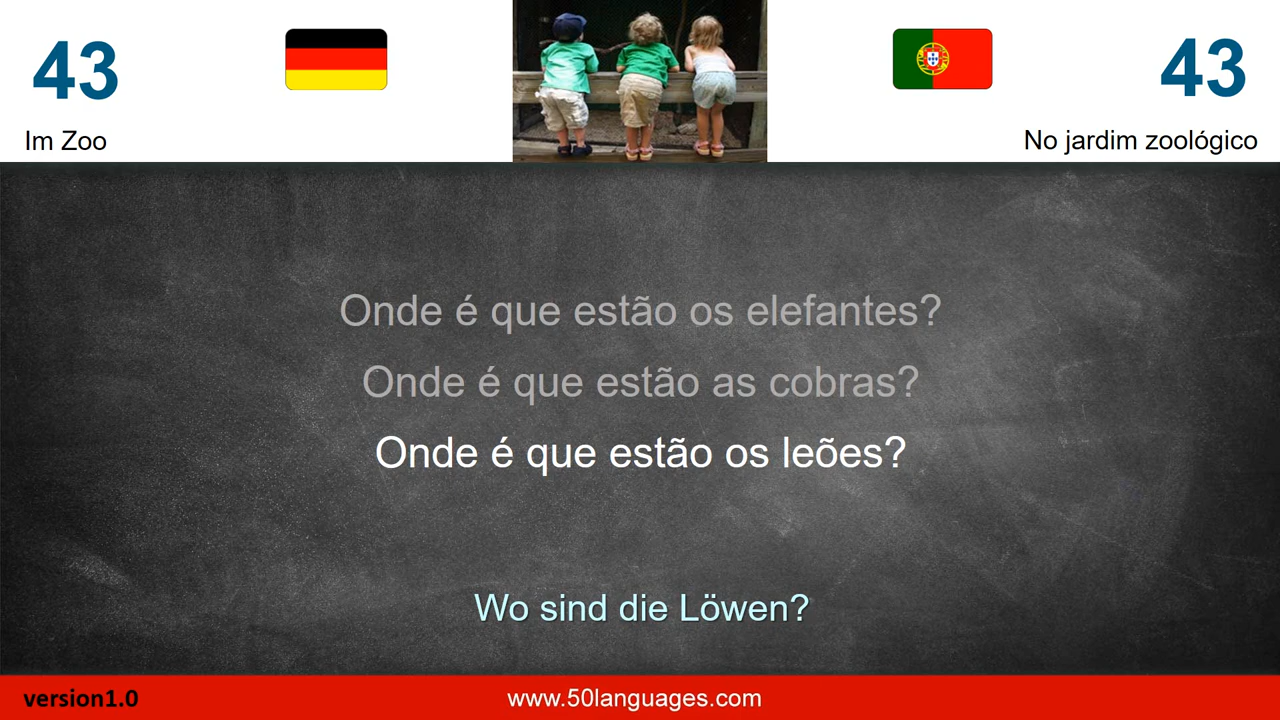 43
43
Im Zoo
No jardim zoológico
Onde é que estão os elefantes?
Onde é que estão as cobras?
Onde é que estão os leões?
Wo sind die Löwen?
version1.0
www.50languages.com